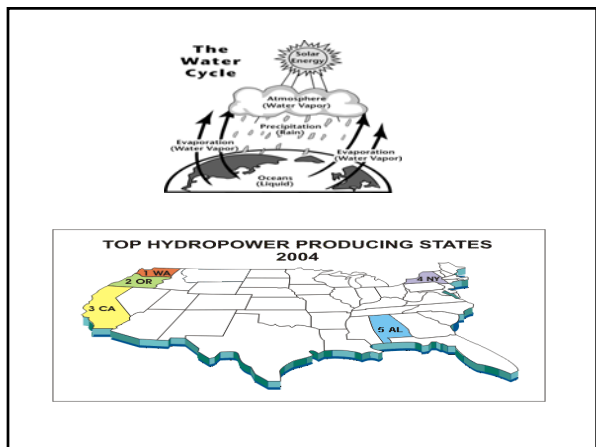 The
Water
Cycle
Solar
Energy
Atmosphere
(Water Vapor)
Precipitation
(Rain)
Evaporation
(Water Vapor)
Evaporation
(Water Vapor)
Oceans
(Liquid)
TOP HYDROPOWER PRODUCING STATES
2004
1 WA
2 OR
3 CA
4 NY
5 AL